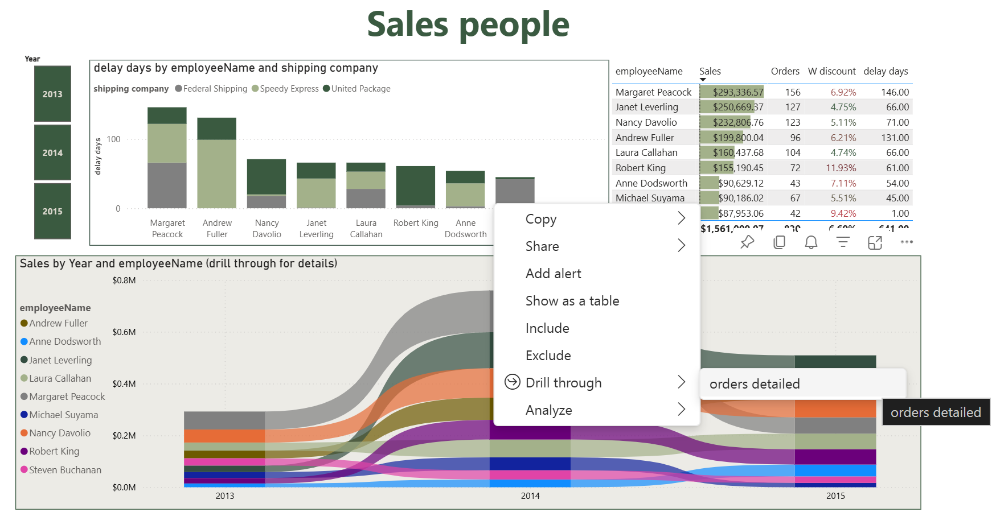 Sales people
Year
2013
2014
2015
delay days by employeeName and shipping company
shipping company Federal Shipping Speedy Express United Package
delay days
100
0
Margaret Peacock
Andrew Fuller
Nancy Davolio
Janet Leverling
Laura Callahan
Robert King
Anne Dodsworth
employeeName Sales Orders W discount delay days
Margaret Peacock $293,336.57 156 6.92% 146.00
Janet Leverling $250,669.37 127 4.75% 66.00
Nancy Davolio $232,806.76 123 5.11% 71.00
Andrew Fuller $199,800.04 96 6.21% 131.00
Laura Callahan $160,437.68 104 4.74% 66.00
Robert King $155,190.45 72 11.93% 61.00
Anne Dodsworth $90,629.12 43 7.11% 54.00
Michael Suyama $90,186.02 67 5.51% 45.00
$87,953.06 42 9.42% 1.00
Copy
Share
Add alert
Show as a table
Include
Exclude
Drill through
Analyze
orders detailed
orders detailed
Sales by Year and employeeName (drill through for details)
employeeName
Andrew Fuller
Anne Dodsworth
Janet Leverling
Laura Callahan
Margaret Peacock
Michael Suyama
Nancy Davolio
Robert King
Steven Buchanan
$0.8M
$0.6M
$0.4M
$0.2M
$0.0M
2013
2014
2015